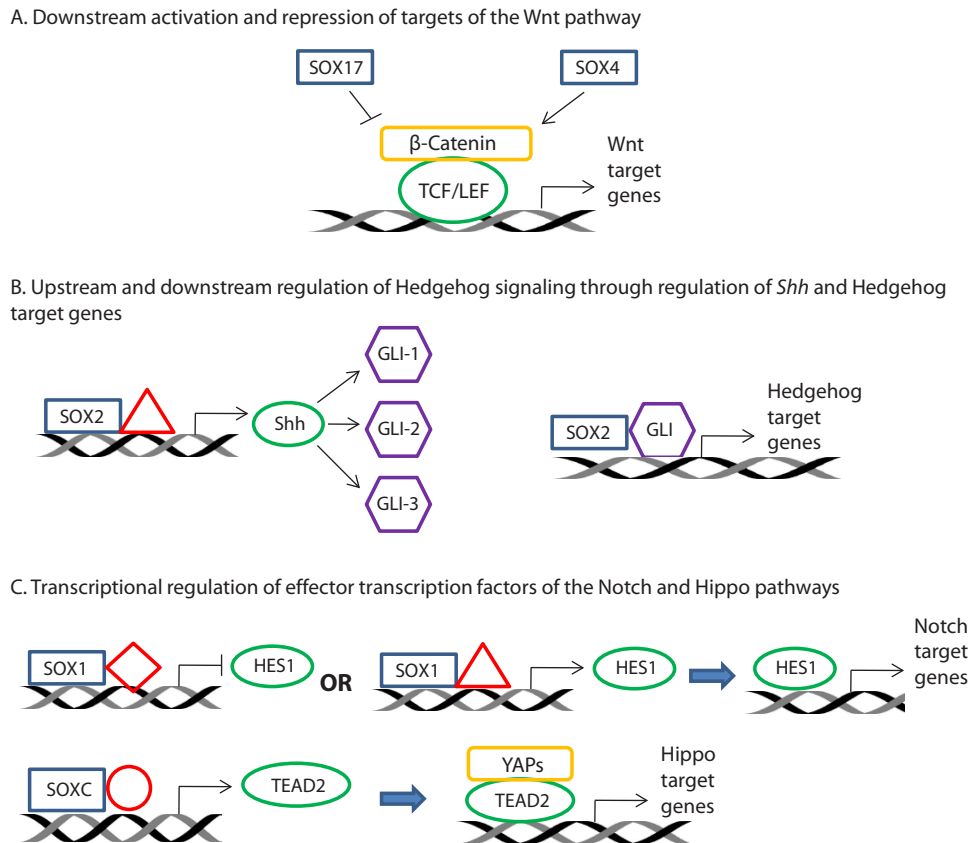 A. Downstream activation and repression of targets of the Wnt pathway
SOX17
SOX4
β-Catenin
TCF/LEF
Wnt
target
genes
B. Upstream and downstream regulation of Hedgehog signaling through regulation of Shh and Hedgehog
target genes
SOX2
Shh
GLI-1
GLI-2
GLI-3
SOX2
GLI
Hedgehog
target
genes
C. Transcriptional regulation of effector transcription factors of the Notch and Hippo pathways
SOX1
HES1
OR
SOX1
HES1
HES1
Notch
target
genes
SOXC
TEAD2
YAPs
TEAD2
Hippo
target
genes